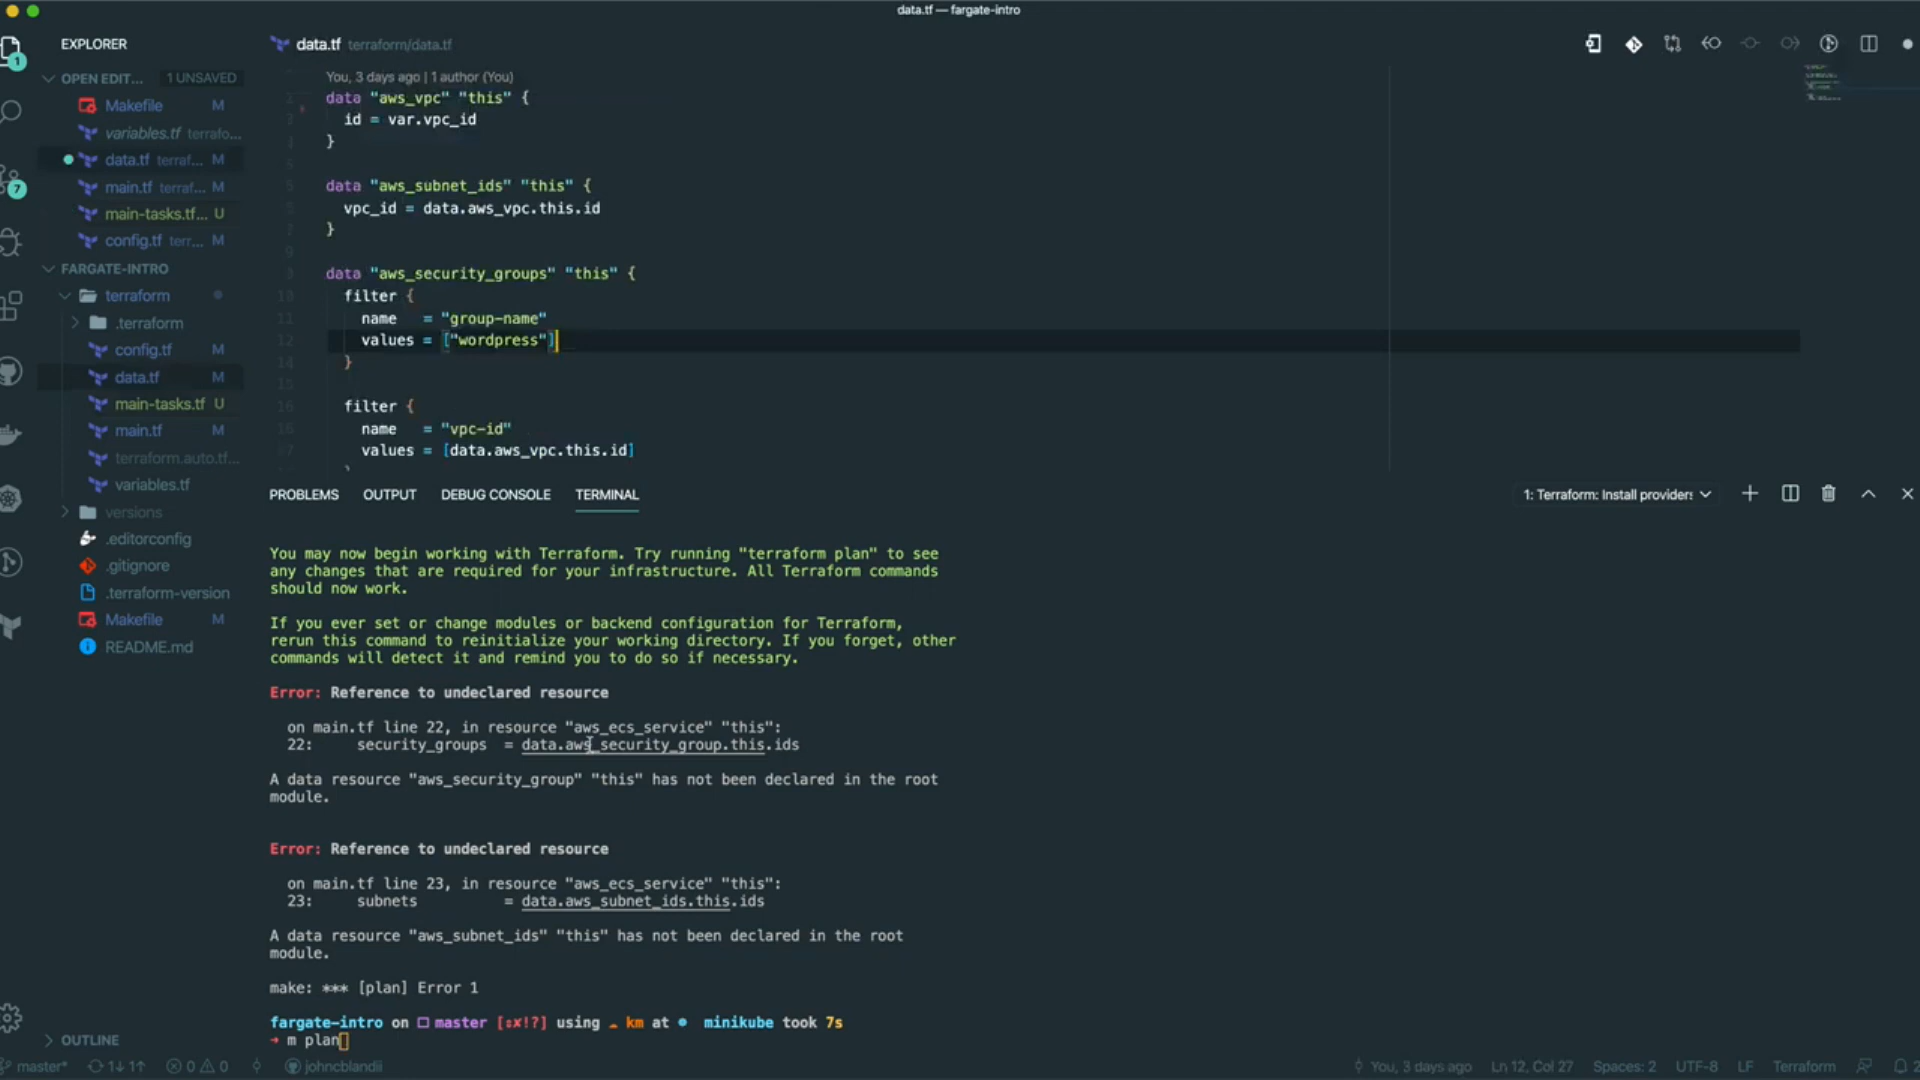 data.tf — fargate-intro
EXPLORER
OPEN EDIT... 1 UNSAVED
Makefile M
variables.tf terrafo...
data.tf terraf... M
main.tf terraf... M
main-tasks.tf... U
config.tf terr... M
FARGATE-INTRO
terraform
.terraform
config.tf M
data.tf M
main-tasks.tf U
main.tf M
terraform.auto.tf...
variables.tf
versions
.editorconfig
.gitignore
.terraform-version
Makefile M
README.md
OUTLINE
1
7
data.tf terraform/data.tf
You, 3 days ago | 1 author (You)
data "aws_vpc" "this" {
id = var.vpc_id
}
data "aws_subnet_ids" "this" {
vpc_id = data.aws_vpc.this.id
}
data "aws_security_groups" "this" {
filter {
name = "group-name"
values = ["wordpress"]
}
filter {
name = "vpc-id"
values = [data.aws_vpc.this.id]
PROBLEMS OUTPUT DEBUG CONSOLE TERMINAL
1: Terraform: Install providers
You may now begin working with Terraform. Try running "terraform plan" to see
any changes that are required for your infrastructure. All Terraform commands
should now work.
If you ever set or change modules or backend configuration for Terraform,
rerun this command to reinitialize your working directory. If you forget, other
commands will detect it and remind you to do so if necessary.
Error: Reference to undeclared resource
on main.tf line 22, in resource "aws_ecs_service" "this":
22: security_groups = data.aws_security_group.this.ids
A data resource "aws_security_group" "this" has not been declared in the root
module.
Error: Reference to undeclared resource
on main.tf line 23, in resource "aws_ecs_service" "this":
23: subnets = data.aws_subnet_ids.this.ids
A data resource "aws_subnet_ids" "this" has not been declared in the root
module.
make: *** [plan] Error 1
fargate-intro on master [:✗!?] using km at minikube took 7s
→ m plan
master* 1↓ 1↑ 0 0 johncblandii
You, 3 days ago Ln 12, Col 27 Spaces: 2 UTF-8 LF Terraform 2